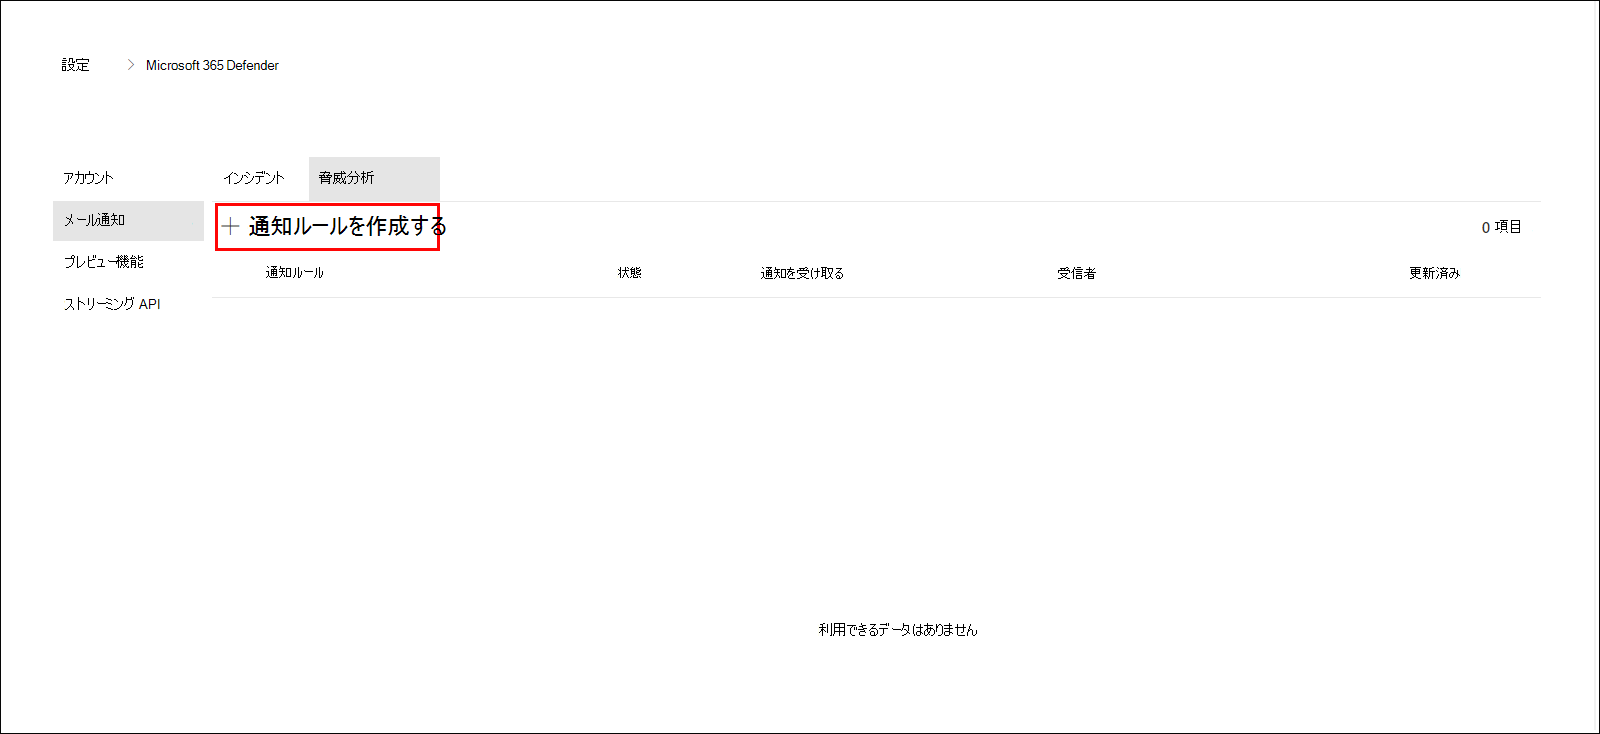 設定 > Microsoft 365 Defender
アカウント
メール通知
プレビュー機能
ストリーミング API
インシデント 脅威分析
+ 通知ルールを作成する
0 項目
通知ルール 状態 通知を受け取る 受信者 更新済み
利用できるデータはありません